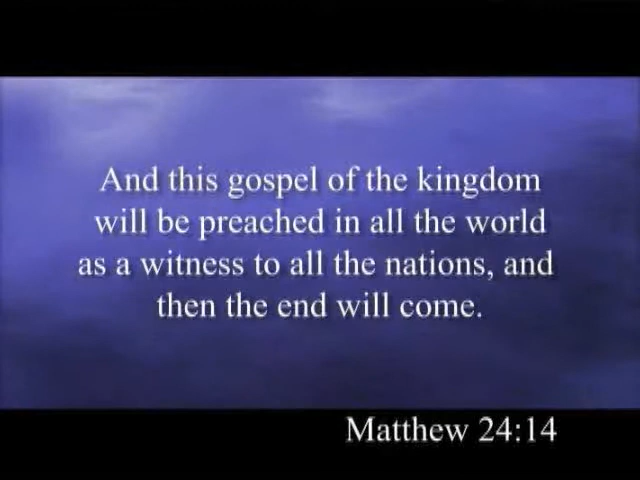 And this gospel of the kingdom
will be preached in all the world
as a witness to all the nations, and
then the end will come.
Matthew 24:14